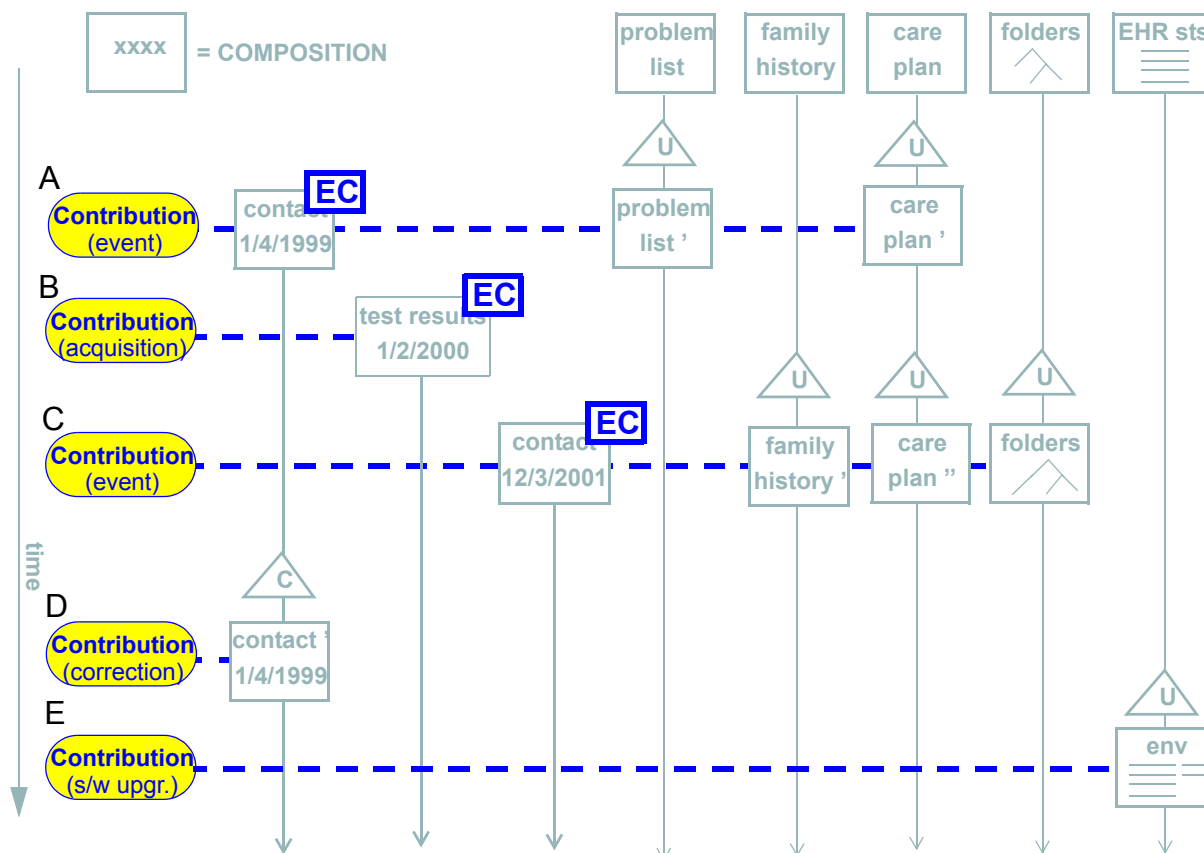 xxxx
= COMPOSITION
problem
list
family
history
care
plan
folders
EHR sts
U
U
A
EC
Contribution
(event)
contact
1/4/1999
problem
list ’
care
plan ’
B
EC
Contribution
(acquisition)
test results
1/2/2000
U
U
U
C
EC
Contribution
(event)
contact
12/3/2001
family
history ’
care
plan ”
folders
time
C
D
Contribution
(correction)
contact ’
1/4/1999
U
E
Contribution
(s/w upgr.)
env